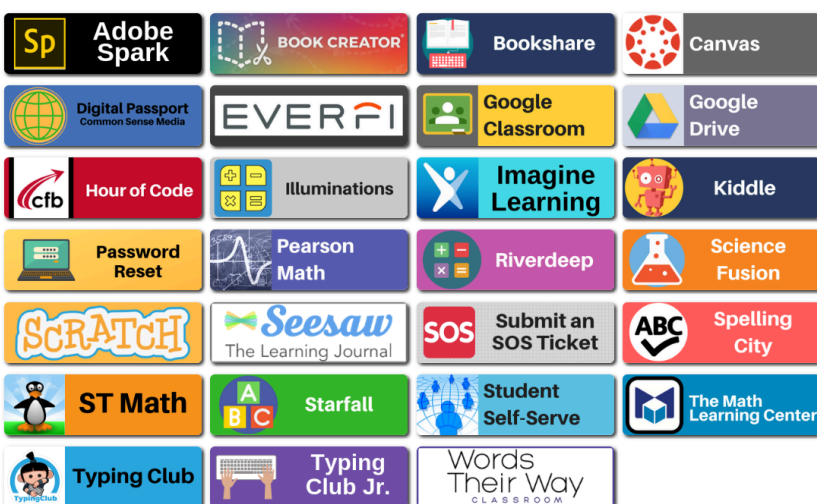 Sp
Adobe
Spark
BOOK CREATOR
Bookshare
Canvas
Digital Passport
Common Sense Media
EVERFI
Google
Classroom
Google
Drive
cfb
Hour of Code
Illuminations
Imagine
Learning
Kiddle
Password
Reset
Pearson
Math
Riverdeep
Science
Fusion
SCRATCH
Seesaw
The Learning Journal
SOS
Submit an
SOS Ticket
ABC
Spelling
City
ST Math
A
B C
Starfall
Student
Self-Serve
The Math
Learning Center
TypingClub
Typing Club
Typing
Club Jr.
Words
Their Way
CLASSROOM